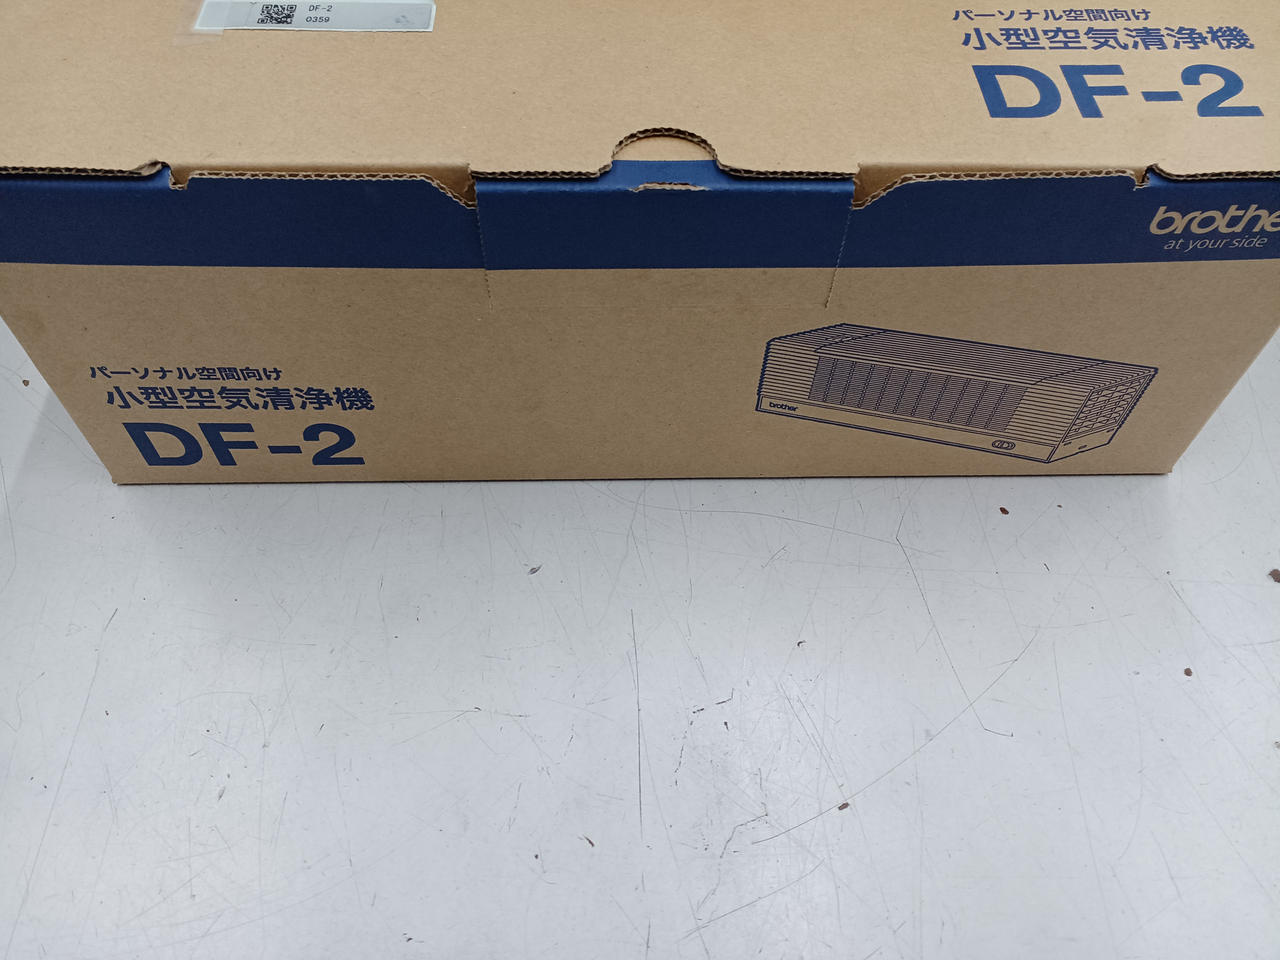 DF-2
0359
パーソナル空間向け
小型空気清浄機
DF-2
brothe
at your side
パーソナル空間向け
小型空気清浄機
DF-2
brother